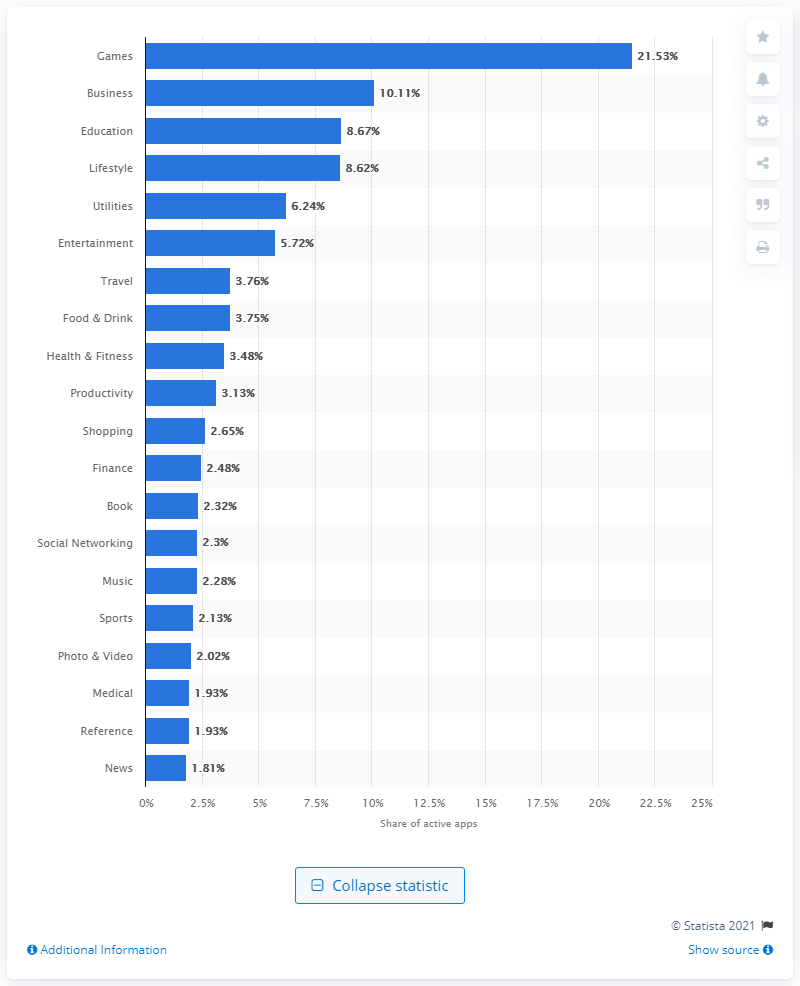 Games 21.53%
Business 10.11%
Education 8.67%
Lifestyle 8.62%
Utilities 6.24%
Entertainment 5.72%
Travel 3.76%
Food & Drink 3.75%
Health & Fitness 3.48%
Productivity 3.13%
Shopping 2.65%
Finance 2.48%
Book 2.32%
Social Networking 2.3%
Music 2.28%
Sports 2.13%
Photo & Video 2.02%
Medical 1.93%
Reference 1.93%
News 1.81%
0% 2.5% 5% 7.5% 10% 12.5% 15% 17.5% 20% 22.5% 25%
Share of active apps
Collapse statistic
© Statista 2021
Additional Information Show source